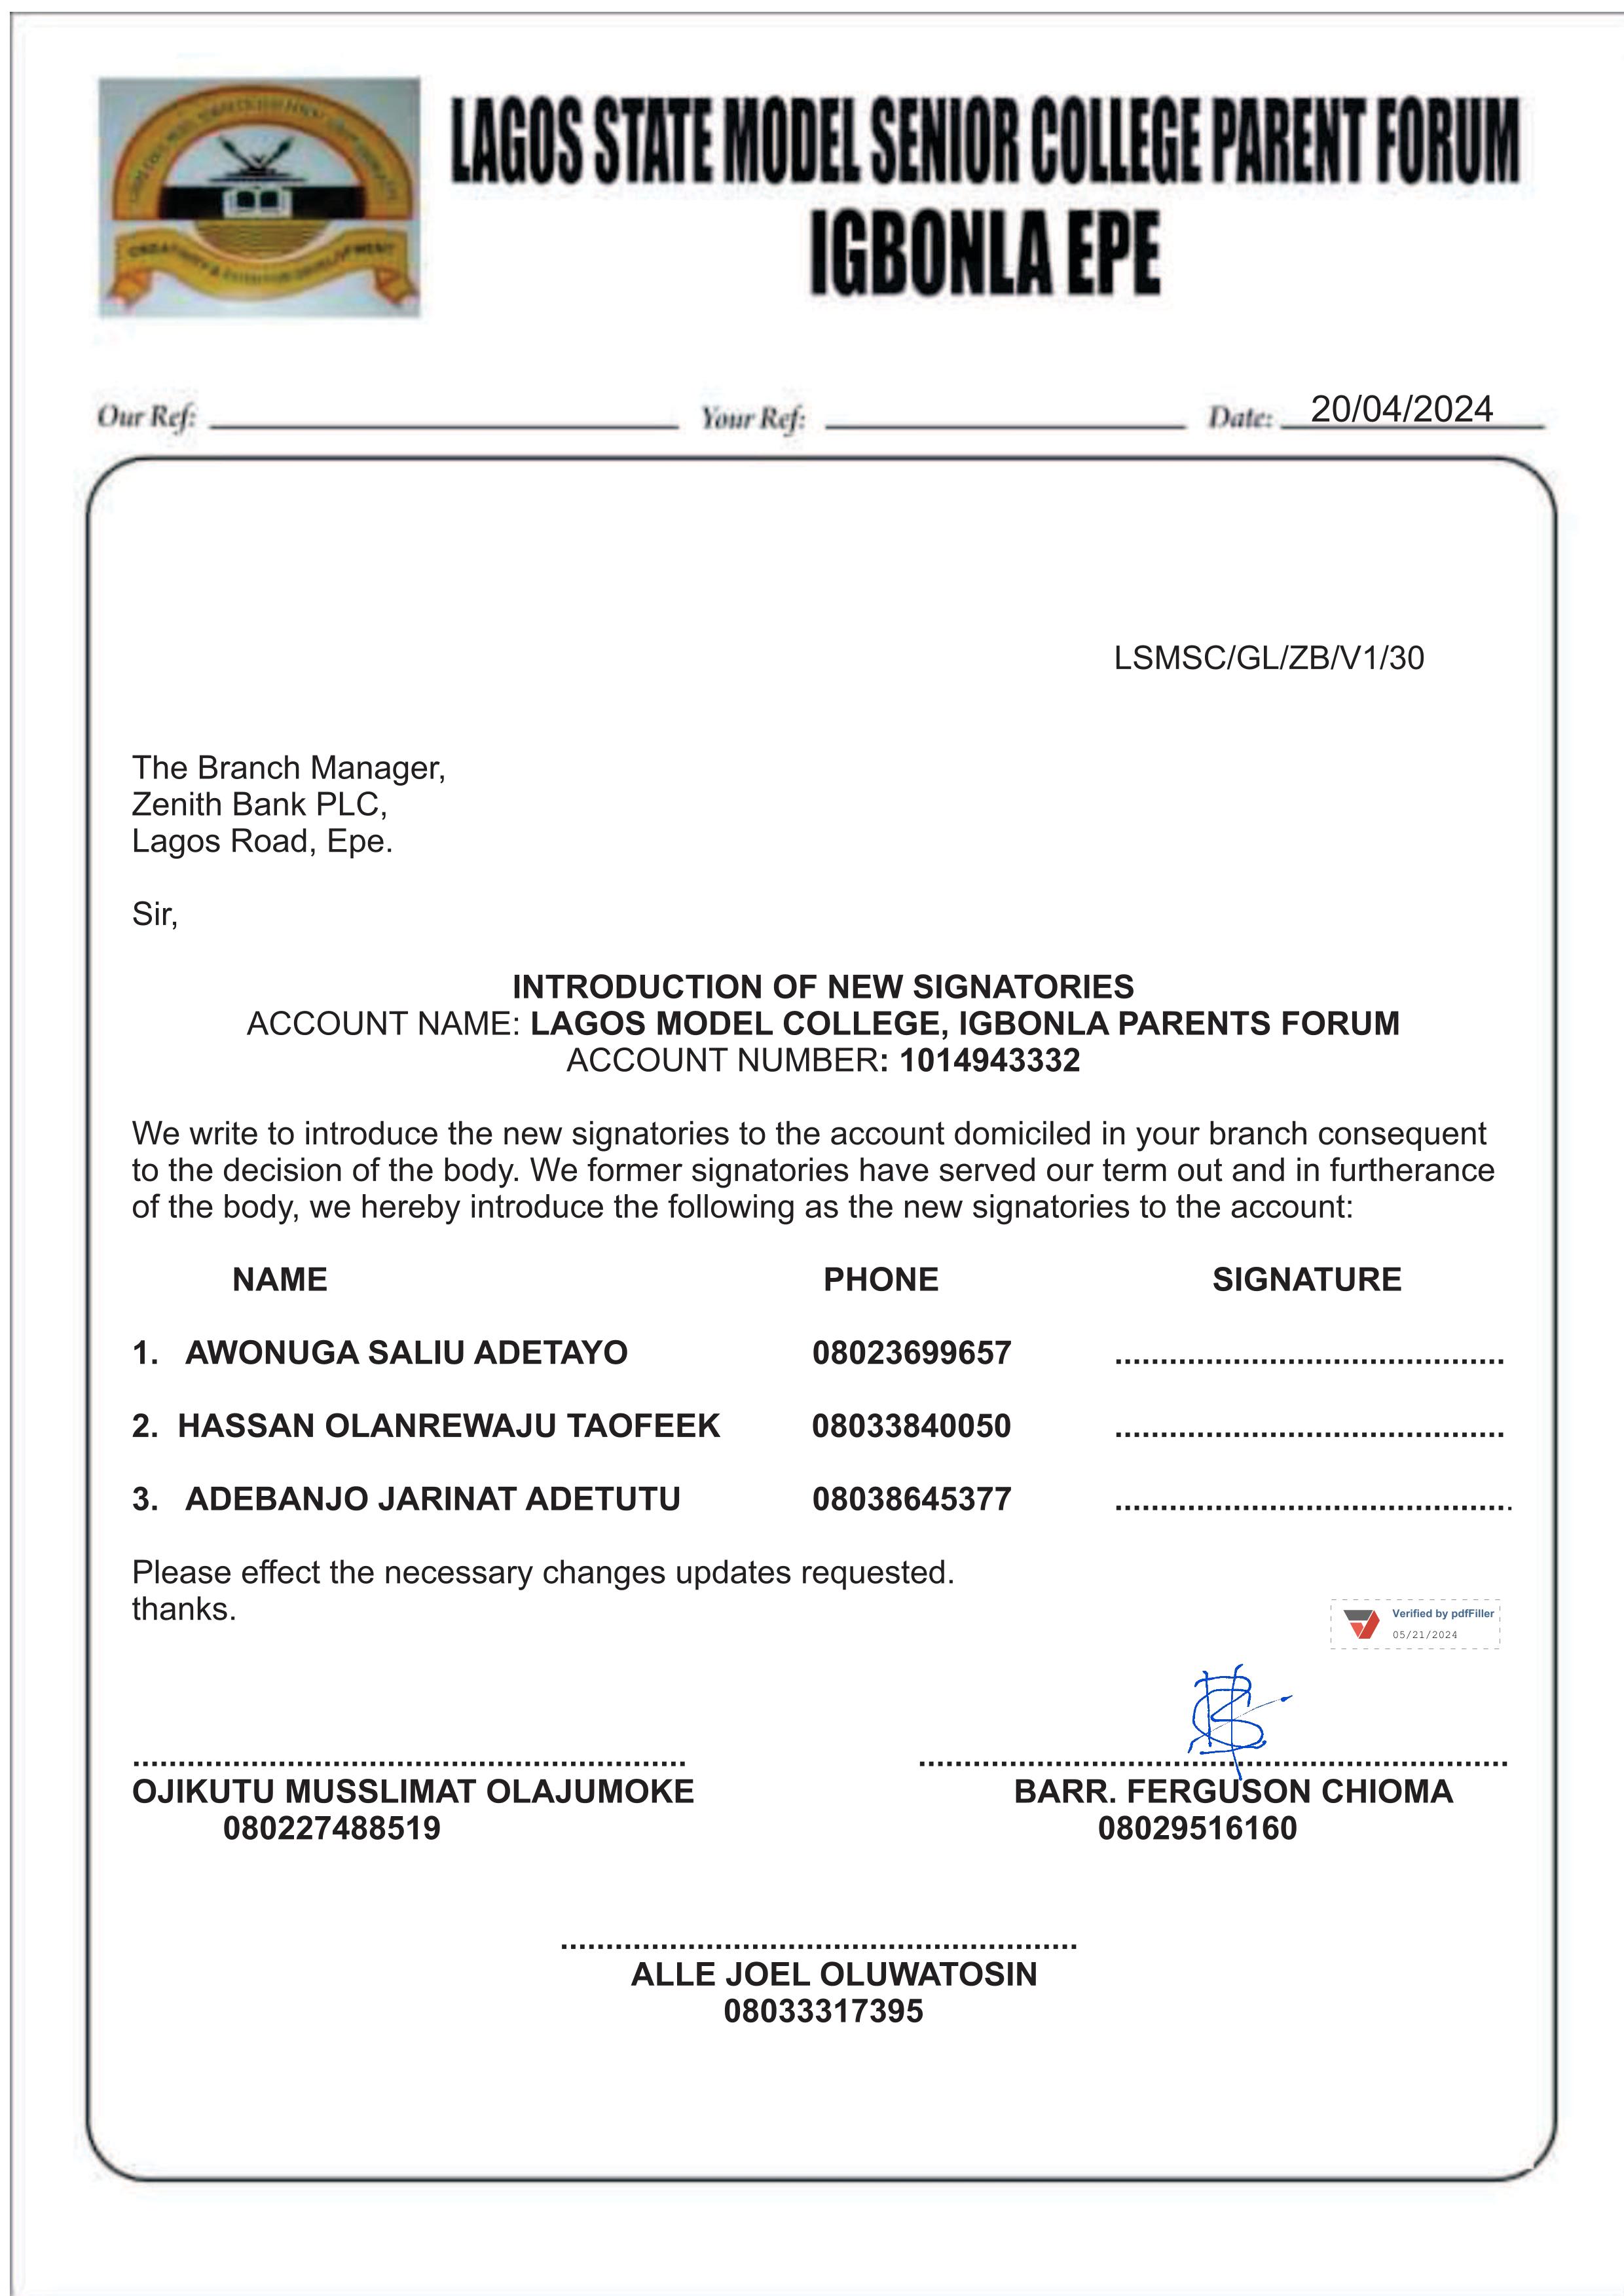 LAGOS STATE MODEL SENIOR COLLEGE PARENT FORUM
IGBONLA EPE
Our Ref: Your Ref: Date: 20/04/2024
LSMSC/GL/ZB/V1/30
The Branch Manager,
Zenith Bank PLC,
Lagos Road, Epe.
Sir,
INTRODUCTION OF NEW SIGNATORIES
ACCOUNT NAME: LAGOS MODEL COLLEGE, IGBONLA PARENTS FORUM
ACCOUNT NUMBER: 1014943332
We write to introduce the new signatories to the account domiciled in your branch consequent
to the decision of the body. We former signatories have served our term out and in furtherance
of the body, we hereby introduce the following as the new signatories to the account:
NAME PHONE SIGNATURE
1. AWONUGA SALIU ADETAYO 08023699657 ...........................................
2. HASSAN OLANREWAJU TAOFEEK 08033840050 ...........................................
3. ADEBANJO JARINAT ADETUTU 08038645377 ............................................
Please effect the necessary changes updates requested.
thanks.
Verified by pdfFiller
05/21/2024
............................................................. .................................................................
OJIKUTU MUSSLIMAT OLAJUMOKE BARR. FERGUSON CHIOMA
080227488519 08029516160
.........................................................
ALLE JOEL OLUWATOSIN
08033317395